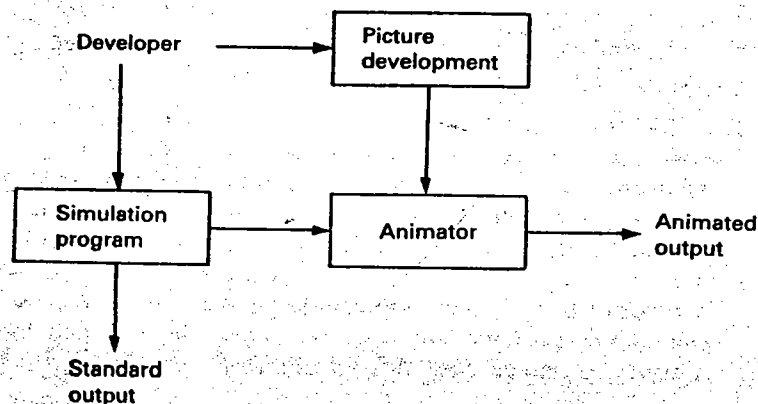 Developer
Picture
development
Simulation
program
Animator
Animated
output
Standard
output